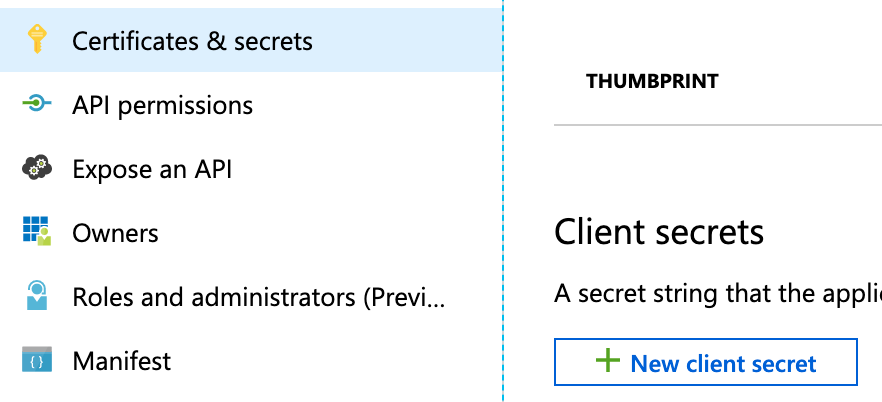 Certificates & secrets
API permissions
Expose an API
Owners
Roles and administrators (Previ...
Manifest
THUMBPRINT
Client secrets
A secret string that the appli
New client secret